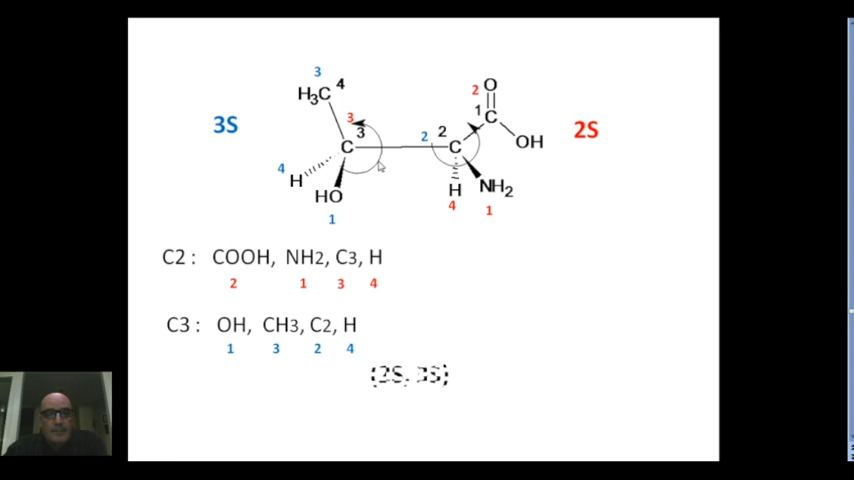 3 4
H₃C
3S
3
3
C
4
H
HO
1
2 O
1
C
OH
2S
2 2
C
H
4
NH₂
1
C2 : COOH, NH2, C3, H
2 1 3 4
C3 : OH, CH3, C2, H
1 3 2 4
(2S, 3S)